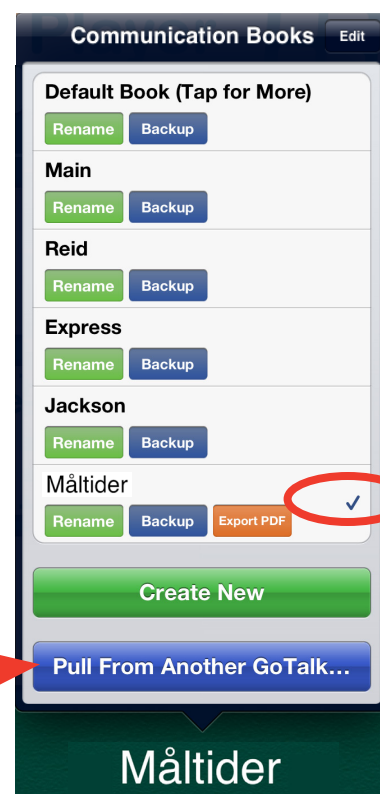 Communication Books Edit
Default Book (Tap for More)
Rename Backup
Main
Rename Backup
Reid
Rename Backup
Express
Rename Backup
Jackson
Rename Backup
Måltider
Rename Backup Export PDF
Create New
Pull From Another GoTalk...
Måltider